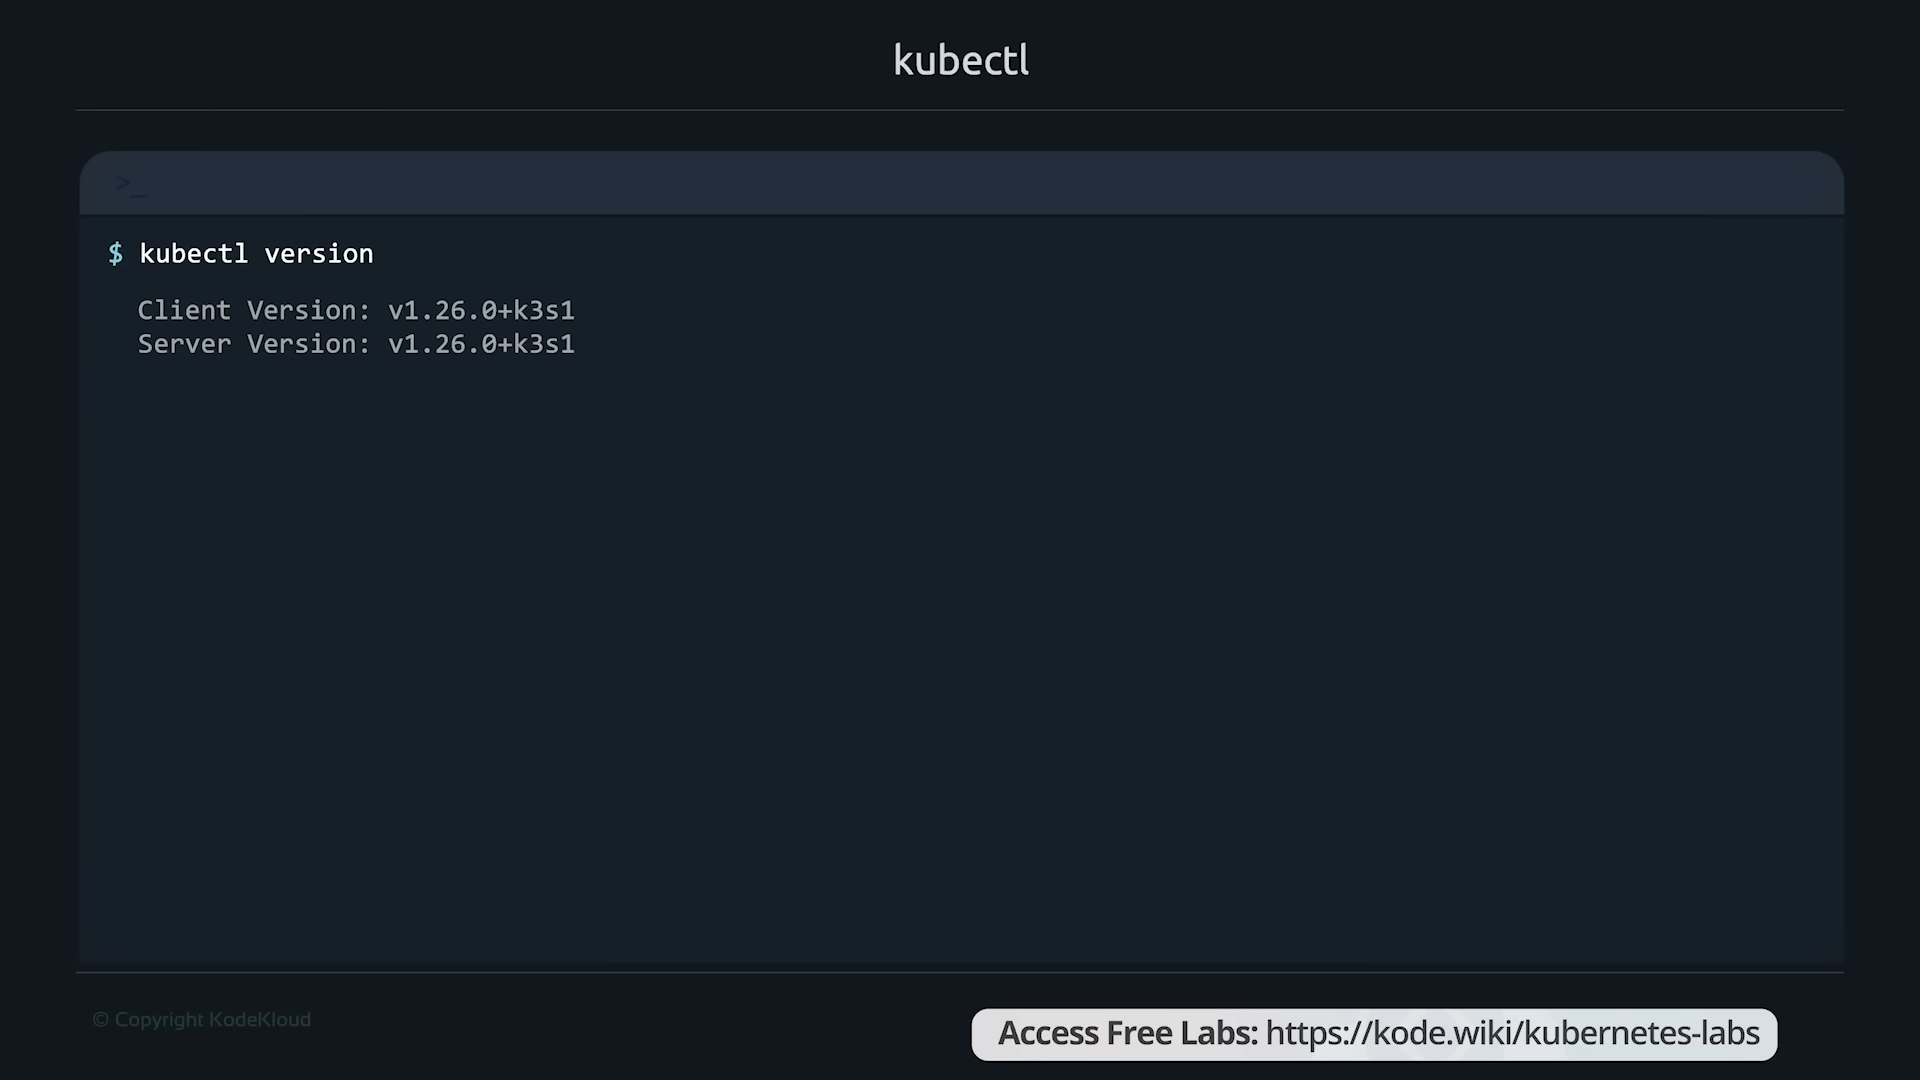 kubectl
>_
$ kubectl version
Client Version: v1.26.0+k3s1
Server Version: v1.26.0+k3s1
© Copyright KodeKloud
Access Free Labs: https://kode.wiki/kubernetes-labs